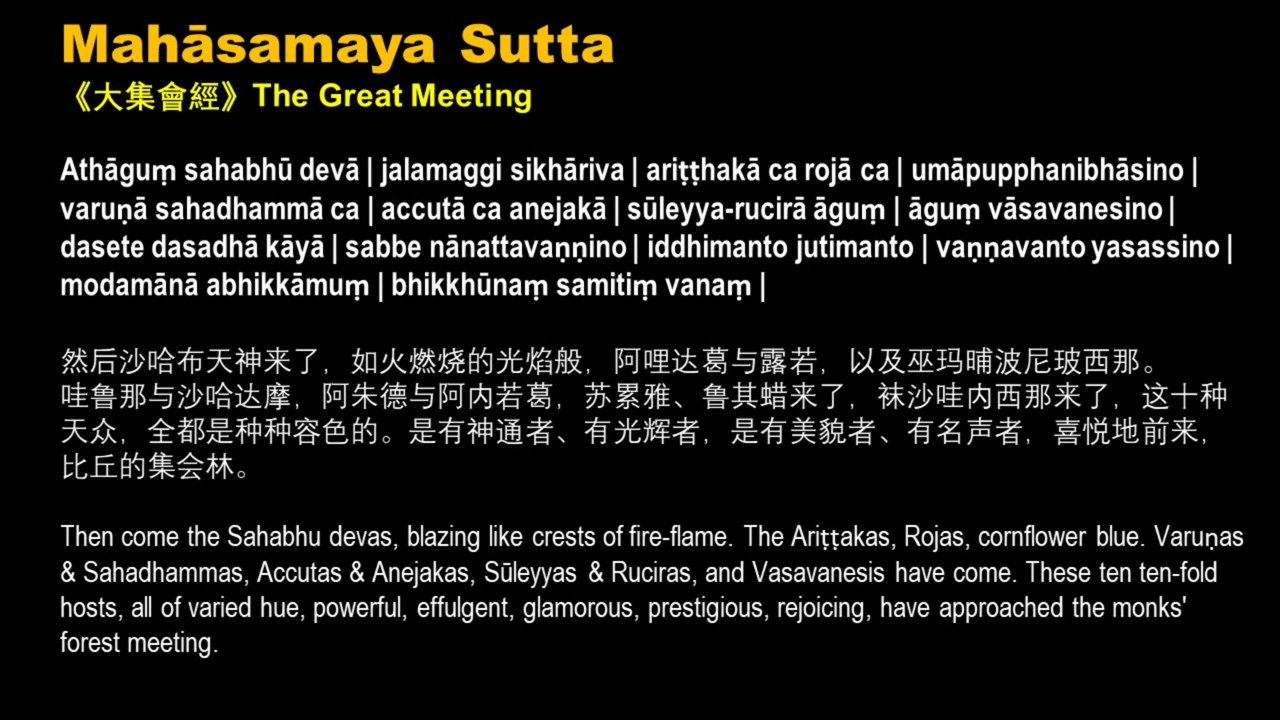 Mahāsamaya Sutta
《大集會經》The Great Meeting
Athāguṃ sahabhū devā | jalamaggi sikhāriva | ariṭṭhakā ca rojā ca | umāpupphanibhāsino |
varuṇā sahadhammā ca | accutā ca anejakā | sūleyya-rucirā āguṃ | āguṃ vāsavanesino |
dasete dasadhā kāyā | sabbe nānattavaṇṇino | iddhimanto jutimanto | vaṇṇavanto yasassino |
modamānā abhikkāmuṃ | bhikkhūnaṃ samitiṃ vanaṃ |
然后沙哈布天神来了，如火燃烧的光焰般，阿哩达葛与露若，以及巫玛晡波尼玻西那。
哇鲁那与沙哈达摩，阿朱德与阿内若葛，苏累雅、鲁其蜡来了，袜沙哇内西那来了，这十种
天众，全都是种种容色的。是有神通者、有光辉者，是有美貌者、有名声者，喜悦地前来，
比丘的集会林。
Then come the Sahabhu devas, blazing like crests of fire-flame. The Ariṭṭakas, Rojas, cornflower blue. Varuṇas
& Sahadhammas, Accutas & Anejakas, Sūleyyas & Ruciras, and Vasavanesis have come. These ten ten-fold
hosts, all of varied hue, powerful, effulgent, glamorous, prestigious, rejoicing, have approached the monks'
forest meeting.